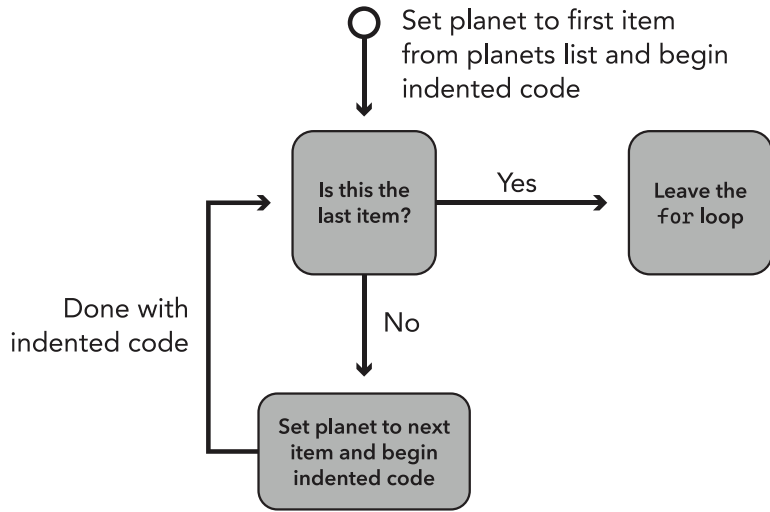 Set planet to first item
from planets list and begin
indented code
Is this the
last item?
Yes
Leave the
for loop
Done with
indented code
No
Set planet to next
item and begin
indented code